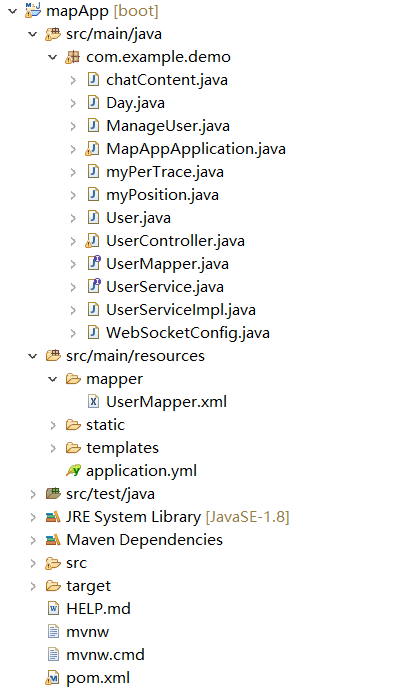 mapApp [boot]
src/main/java
com.example.demo
chatContent.java
Day.java
ManageUser.java
MapAppApplication.java
myPerTrace.java
myPosition.java
User.java
UserController.java
UserMapper.java
UserService.java
UserServiceImpl.java
WebSocketConfig.java
src/main/resources
mapper
UserMapper.xml
static
templates
application.yml
src/test/java
JRE System Library [JavaSE-1.8]
Maven Dependencies
src
target
HELP.md
mvnw
mvnw.cmd
pom.xml